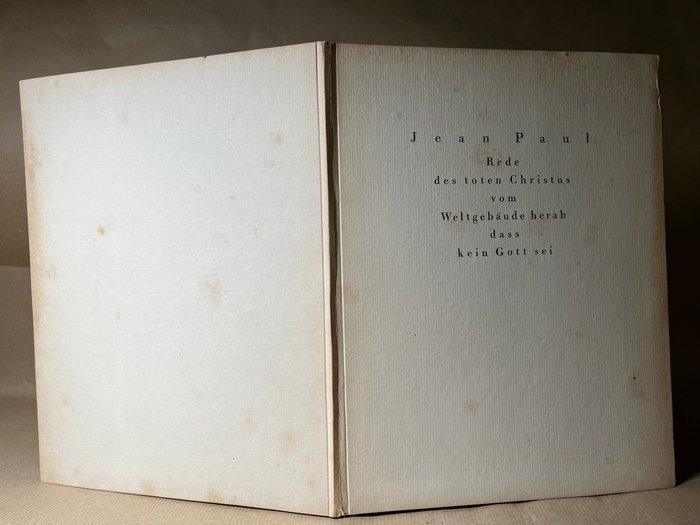 Jean Paul
Rede
des toten Christus
vom
Weltgebäude herab
dass
kein Gott sei